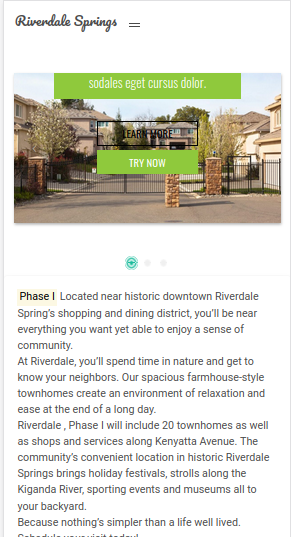 Riverdale Springs
sodales eget cursus dolor.
LEARN MORE
TRY NOW
Phase I Located near historic downtown Riverdale
Spring's shopping and dining district, you'll be near
everything you want yet able to enjoy a sense of
community.
At Riverdale, you'll spend time in nature and get to
know your neighbors. Our spacious farmhouse-style
townhomes create an environment of relaxation and
ease at the end of a long day.
Riverdale , Phase I will include 20 townhomes as well
as shops and services along Kenyatta Avenue. The
community's convenient location in historic Riverdale
Springs brings holiday festivals, strolls along the
Kiganda River, sporting events and museums all to
your backyard.
Because nothing's simpler than a life well lived.
Schedule your visit today!